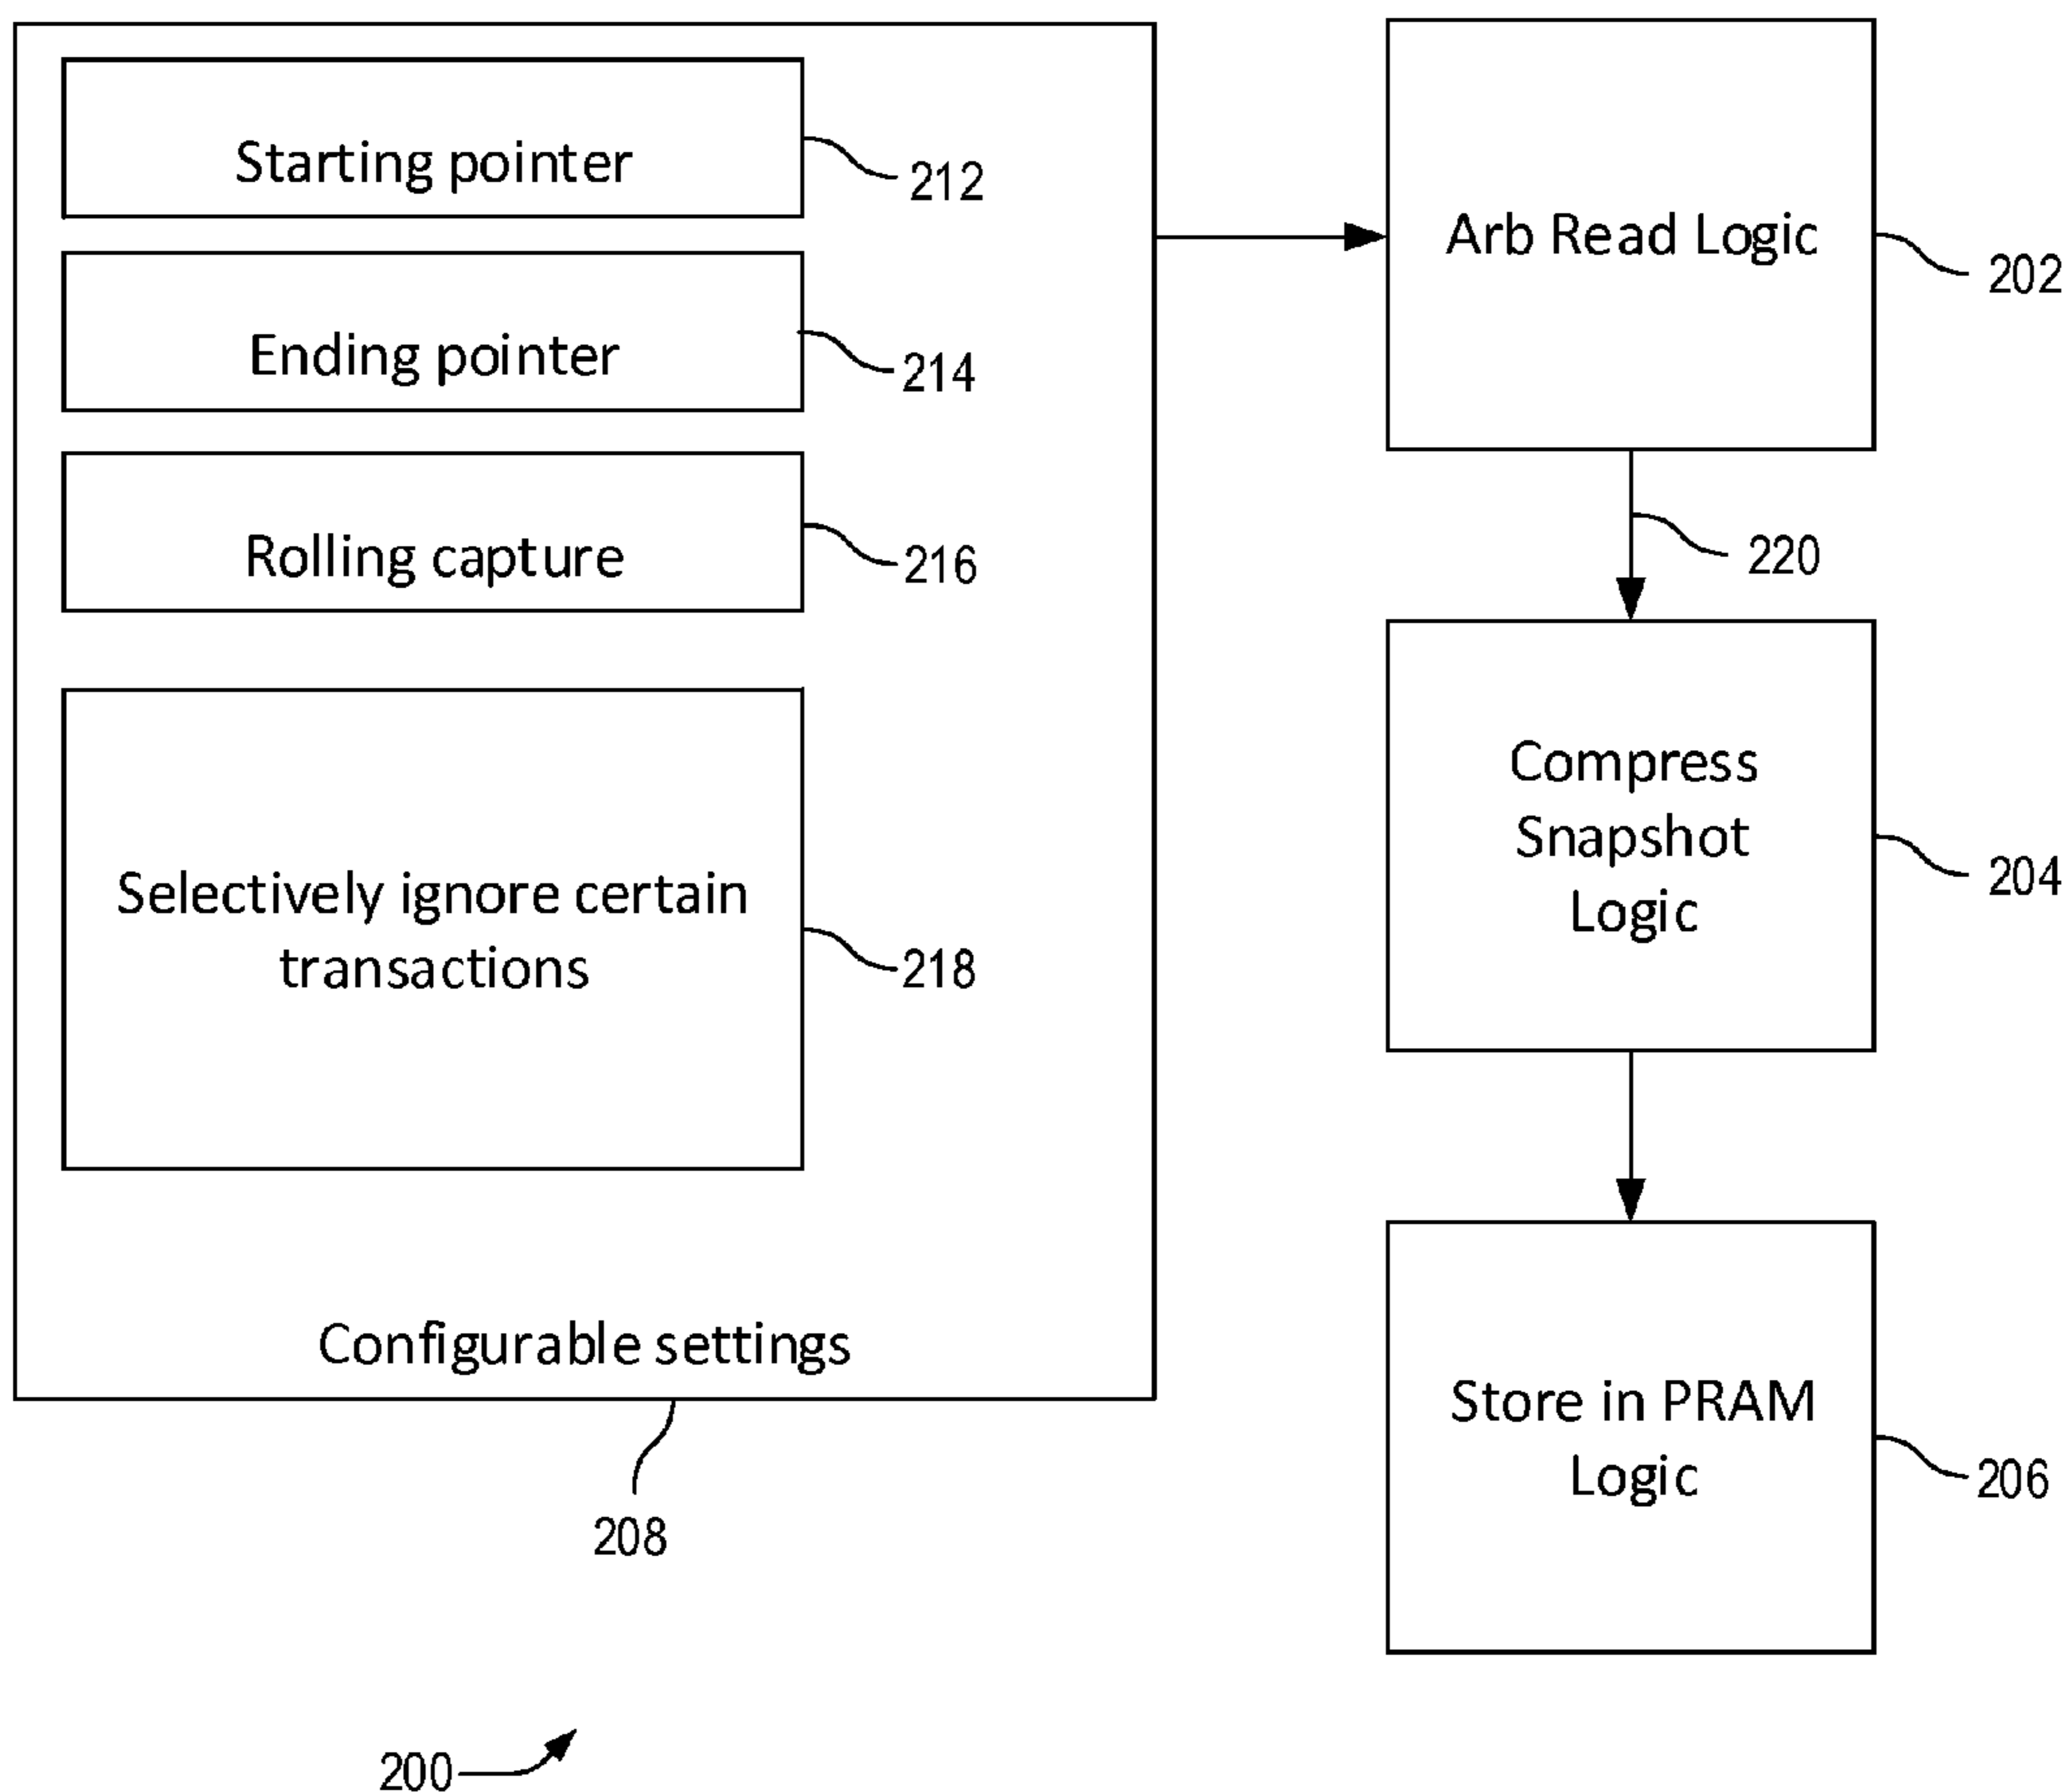 Starting pointer
212
Ending pointer
214
Rolling capture
216
Selectively ignore certain
transactions
218
Configurable settings
208
Arb Read Logic
202
220
Compress
Snapshot
Logic
204
Store in PRAM
Logic
206
200